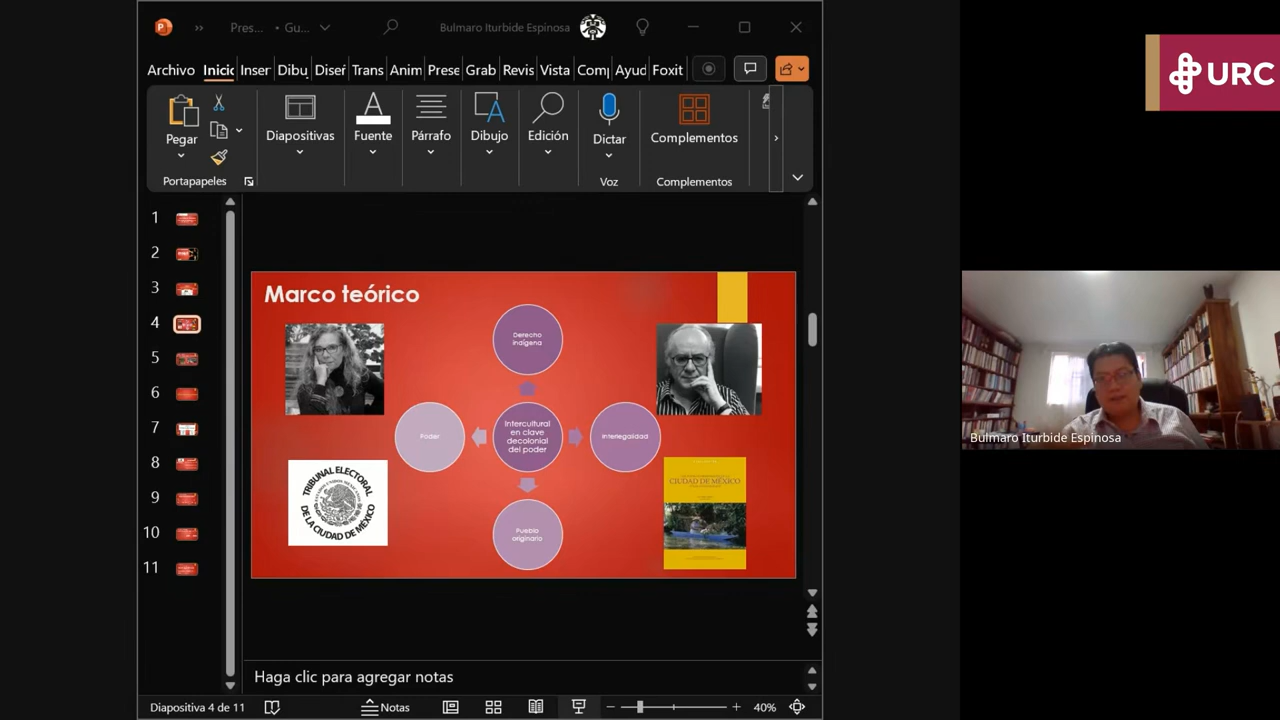 Pres... • Gu...
Bulmaro Iturbide Espinosa
Archivo
Inicio
Inser
Dibu
Diseñ
Trans
Anim
Prese
Grab
Revis
Vista
Comp
Ayud
Foxit
Pegar
Diapositivas
Fuente
Párrafo
Dibujo
Edición
Dictar
Complementos
Portapapeles
Voz
Complementos
1
2
3
4
5
6
7
8
9
10
11
Marco teórico
Derecho
indígena
Poder
Intercultural
en clave
decolonial
del poder
Interlegalidad
Pueblo
originario
TRIBUNAL ELECTORAL
DE LA CIUDAD DE MÉXICO
CIUDAD DE MÉXICO
Haga clic para agregar notas
Diapositiva 4 de 11
Notas
40%
URC
Bulmaro Iturbide Espinosa